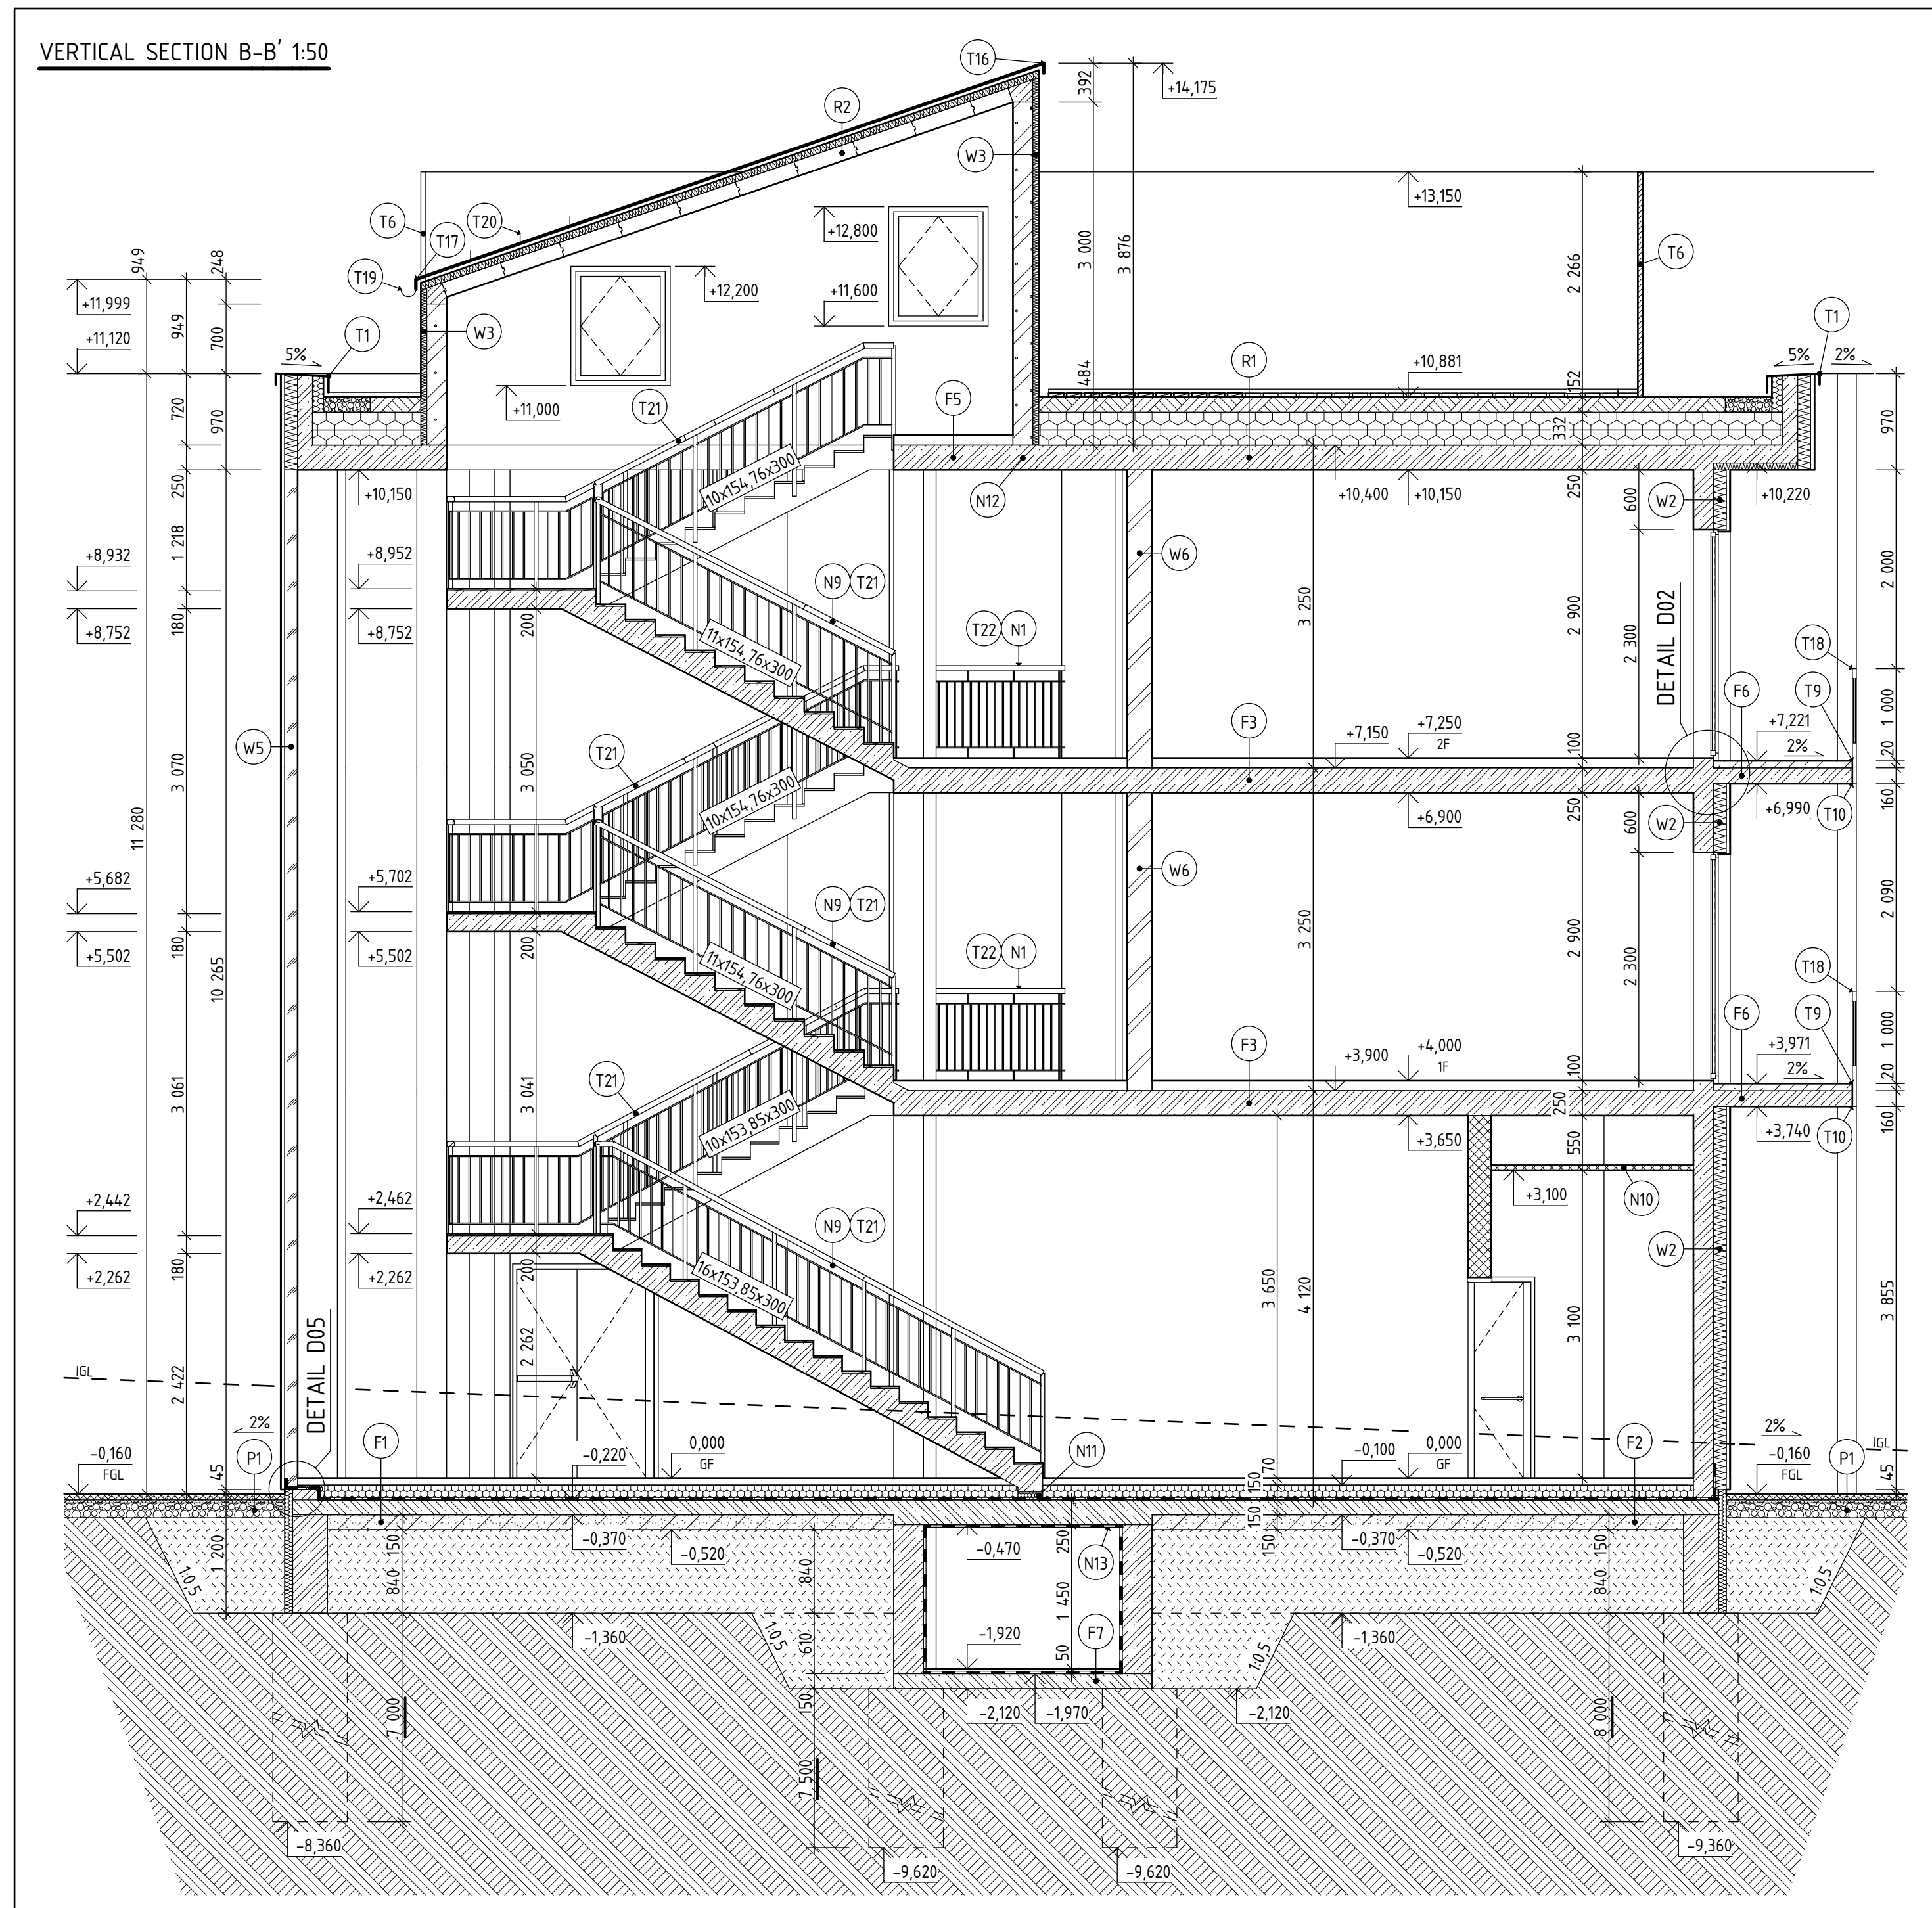 VERTICAL SECTION B-B' 1:50
T16
392
+14,175
R2
W3
3 000
3 876
+13,150
T6
T20
T17
T19
+12,800
+12,200
+11,600
2 266
T6
949
949
248
+11,999
+11,120
700
5%
T1
W3
+11,000
T21
F5
484
R1
+10,881
152
332
5%
2%
T1
720
970
970
10x154,76x300
250
+10,150
N12
+10,400
+10,150
250
600
W2
+10,220
1 218
+8,932
+8,952
180
+8,752
+8,752
200
N9
T21
W6
11x154,76x300
T22
N1
3 250
2 900
2 300
2 000
DETAIL D02
T18
F6
T9
1 000
W5
T21
F3
+7,150
+7,250
2F
100
+7,221
2%
20
3 070
3 050
10x154,76x300
+6,900
250
600
W2
+6,990
T10
160
11 280
+5,682
+5,702
180
+5,502
200
N9
T21
W6
11x154,76x300
T22
N1
3 250
2 900
2 300
2 090
T18
F6
T9
1 000
10 265
T21
F3
+3,900
+4,000
1F
100
+3,971
2%
20
3 061
3 041
10x153,85x300
+3,650
250
550
+3,740
T10
160
+3,100
N10
+2,442
+2,462
180
+2,262
+2,262
200
N9
T21
16x153,85x300
3 650
4 120
W2
3 100
3 855
2 262
DETAIL D05
IGL
2 422
2%
P1
F1
-0,160
FGL
45
-0,220
0,000
GF
N11
-0,100
0,000
GF
F2
2%
IGL
-0,160
FGL
P1
45
70
150
150
150
1 200
1:0,5
150
840
-0,370
-0,520
840
-0,470
250
N13
-0,370
-0,520
150
840
1:0,5
-1,360
1:0,5
610
-1,920
1 450
50
F7
1:0,5
-1,360
150
-2,120
-1,970
-2,120
7 000
7 500
8 000
-8,360
-9,620
-9,620
-9,360